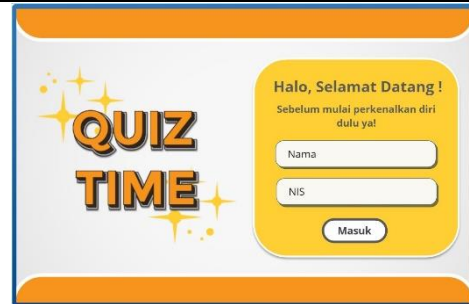 QUIZ
TIME
Halo, Selamat Datang !
Sebelum mulai perkenalkan diri
dulu ya!
Nama
NIS
Masuk